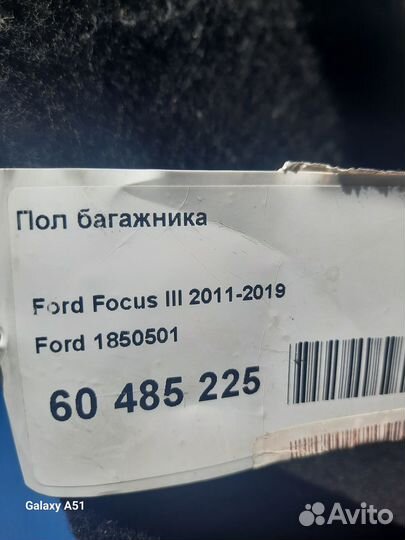 Пол багажника
Ford Focus III 2011-2019
Ford 1850501
60 485 225
Galaxy A51
Avito